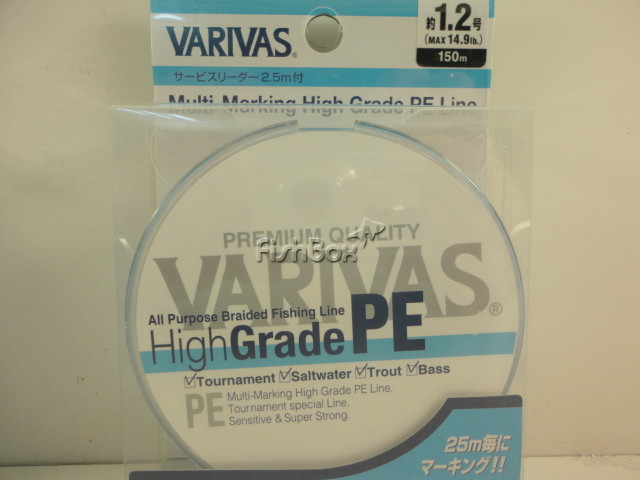 VARIVAS®
約1.2号
(MAX 14.9lb.)
150m
サービスリーダー2.5m付
Multi-Marking High Grade PE Line
PREMIUM QUALITY
FishBox
VARIVAS®
All Purpose Braided Fishing Line
HighGrade PE
☑Tournament ☑Saltwater ☑Trout ☑Bass
PE
Multi-Marking High Grade PE Line.
Tournament special Line.
Sensitive & Super Strong.
25m毎に
マーキング!!